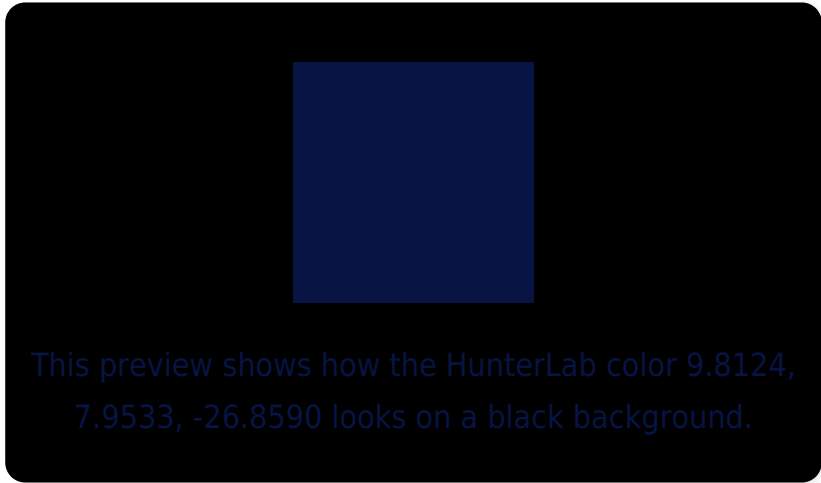 This preview shows how the HunterLab color 9.8124,
7.9533, -26.8590 looks on a black background.